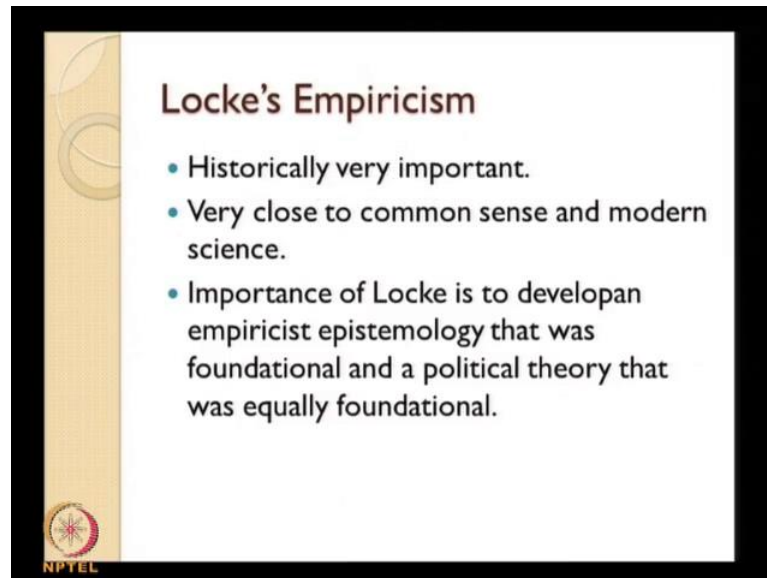 Locke's Empiricism
• Historically very important.
• Very close to common sense and modern
science.
• Importance of Locke is to developan
empiricist epistemology that was
foundational and a political theory that
was equally foundational.
NPTEL